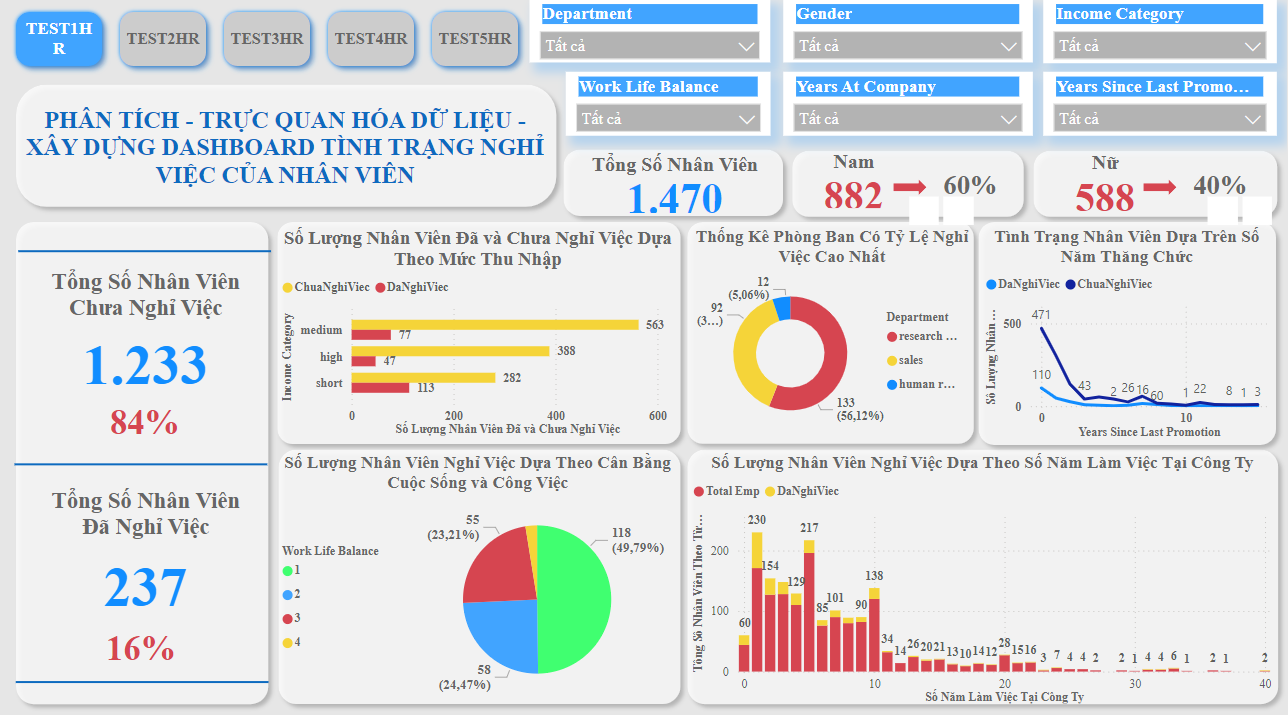 TEST1H
R
TEST2HR
TEST3HR
TEST4HR
TEST5HR
Department
Tất cả
Gender
Tất cả
Income Category
Tất cả
Work Life Balance
Tất cả
Years At Company
Tất cả
Years Since Last Promo…
Tất cả
PHÂN TÍCH - TRỰC QUAN HÓA DỮ LIỆU -
XÂY DỰNG DASHBOARD TÌNH TRẠNG NGHỈ
VIỆC CỦA NHÂN VIÊN
Tổng Số Nhân Viên
1.470
Nam
882
60%
Nữ
588
40%
Tổng Số Nhân Viên
Chưa Nghỉ Việc
1.233
84%
Tổng Số Nhân Viên
Đã Nghỉ Việc
237
16%
Số Lượng Nhân Viên Đã và Chưa Nghỉ Việc Dựa
Theo Mức Thu Nhập
ChuaNghiViec
DaNghiViec
Income Category
medium
563
77
high
388
47
short
282
113
0
200
400
600
Số Lượng Nhân Viên Đã và Chưa Nghỉ Việc
Thống Kê Phòng Ban Có Tỷ Lệ Nghỉ
Việc Cao Nhất
12
(5,06%)
92
(3…)
133
(56,12%)
Department
research …
sales
human r…
Tình Trạng Nhân Viên Dựa Trên Số
Năm Thăng Chức
DaNghiViec
ChuaNghiViec
Số Lượng Nhân …
500
0
471
110
43
2
26
16
60
1
22
8
1
3
0
10
Years Since Last Promotion
Số Lượng Nhân Viên Nghỉ Việc Dựa Theo Cân Bằng
Cuộc Sống và Công Việc
Work Life Balance
1
2
3
4
55
(23,21%)
118
(49,79%)
58
(24,47%)
Số Lượng Nhân Viên Nghỉ Việc Dựa Theo Số Năm Làm Việc Tại Công Ty
Total Emp
DaNghiViec
Tổng Số Nhân Viên Theo Từ…
200
100
0
60
230
154
129
217
85
101
90
138
34
14
26
20
21
13
10
14
12
28
15
16
3
7
4
4
2
2
1
4
4
6
1
2
1
2
0
10
20
30
40
Số Năm Làm Việc Tại Công Ty